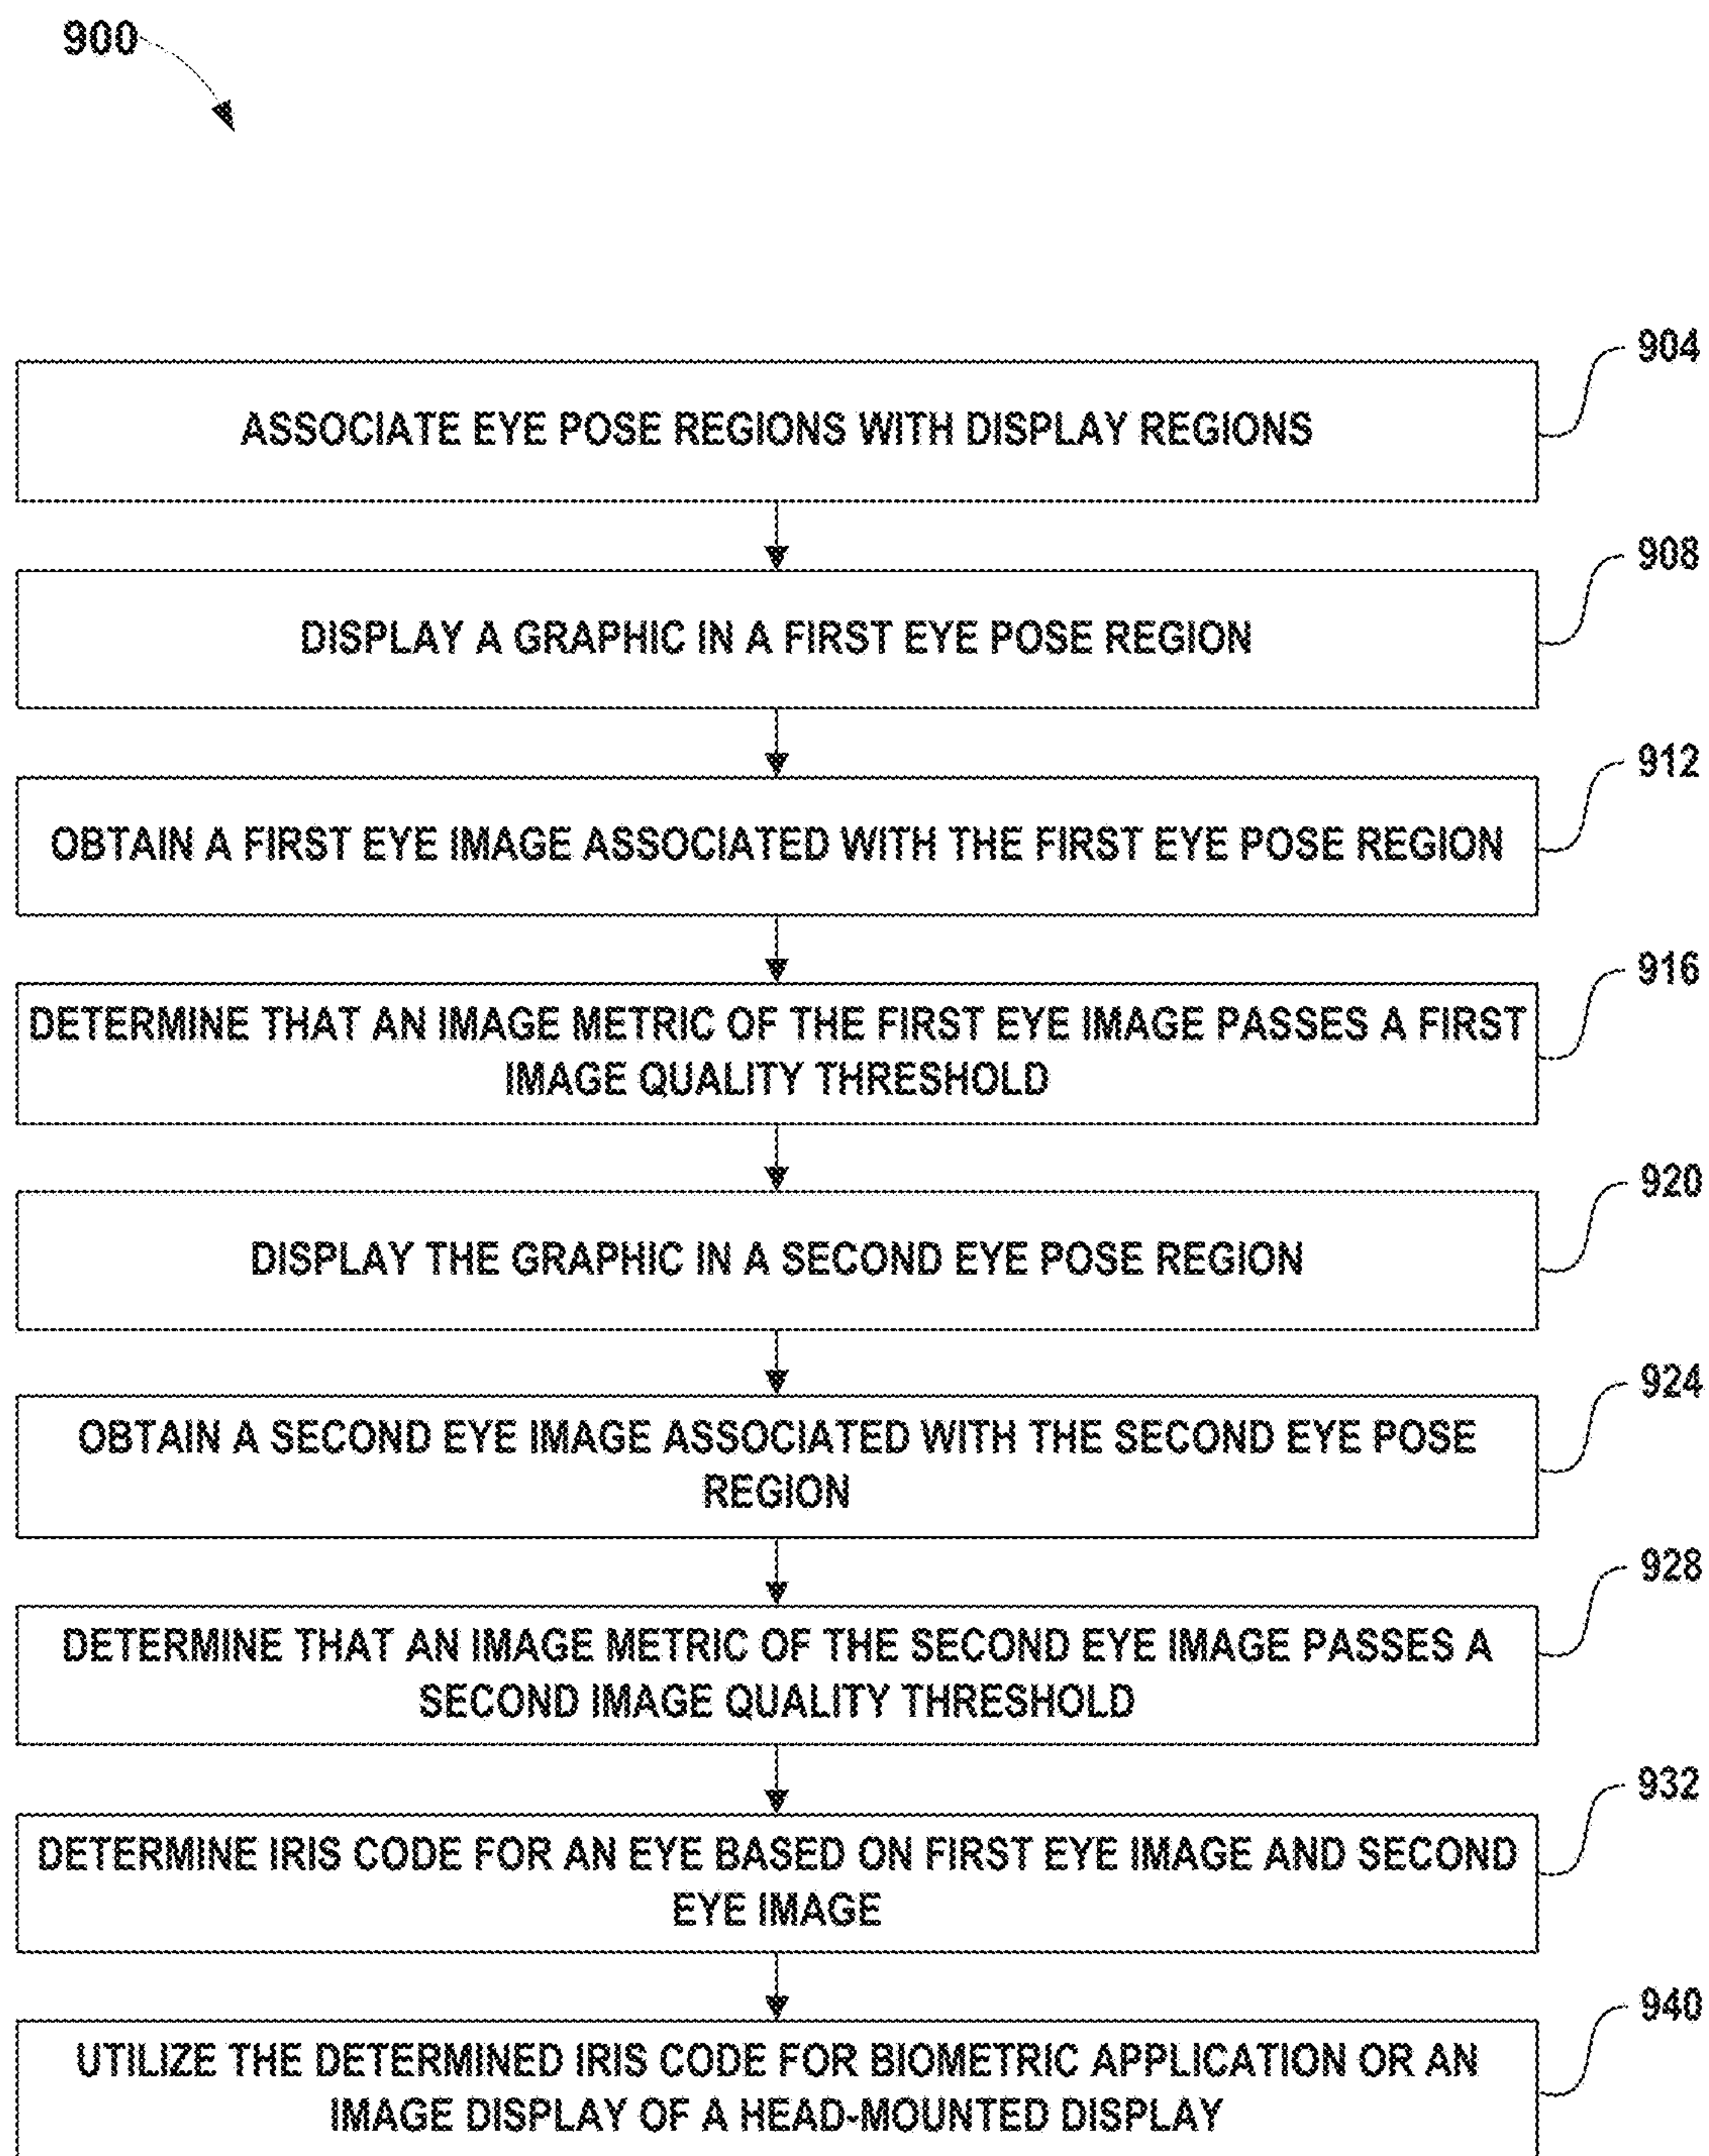 900
904
ASSOCIATE EYE POSE REGIONS WITH DISPLAY REGIONS
908
DISPLAY A GRAPHIC IN A FIRST EYE POSE REGION
912
OBTAIN A FIRST EYE IMAGE ASSOCIATED WITH THE FIRST EYE POSE REGION
916
DETERMINE THAT AN IMAGE METRIC OF THE FIRST EYE IMAGE PASSES A FIRST
IMAGE QUALITY THRESHOLD
920
DISPLAY THE GRAPHIC IN A SECOND EYE POSE REGION
924
OBTAIN A SECOND EYE IMAGE ASSOCIATED WITH THE SECOND EYE POSE
REGION
928
DETERMINE THAT AN IMAGE METRIC OF THE SECOND EYE IMAGE PASSES A
SECOND IMAGE QUALITY THRESHOLD
932
DETERMINE IRIS CODE FOR AN EYE BASED ON FIRST EYE IMAGE AND SECOND
EYE IMAGE
940
UTILIZE THE DETERMINED IRIS CODE FOR BIOMETRIC APPLICATION OR AN
IMAGE DISPLAY OF A HEAD-MOUNTED DISPLAY